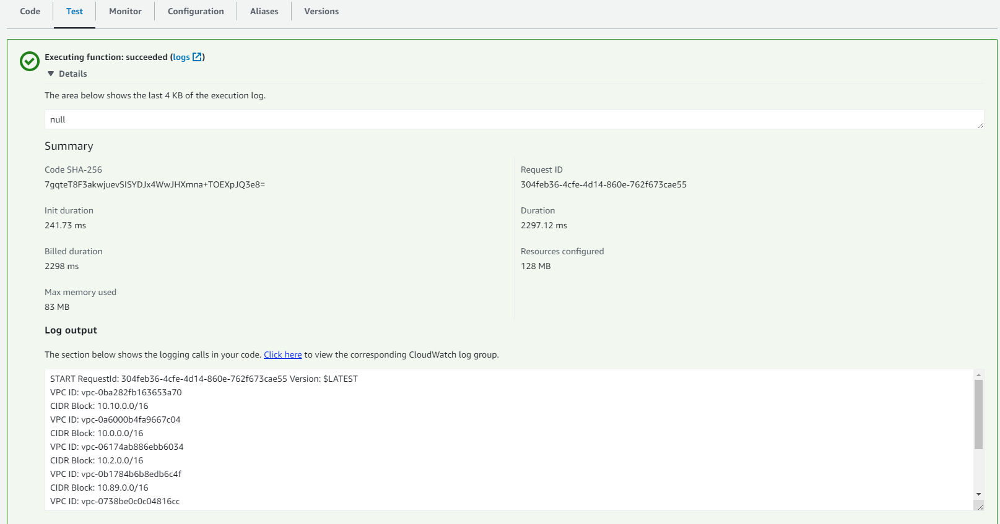 Code Test Monitor Configuration Aliases Versions
Executing function: succeeded (logs)
Details
The area below shows the last 4 KB of the execution log.
null
Summary
Code SHA-256
7gqteT8F3akwjuevSISYDJx4WwJHXmna+TOEXpJQ3e8=
Request ID
304feb36-4cfe-4d14-860e-762f673cae55
Init duration
241.73 ms
Duration
2297.12 ms
Billed duration
2298 ms
Resources configured
128 MB
Max memory used
83 MB
Log output
The section below shows the logging calls in your code. Click here to view the corresponding CloudWatch log group.
START RequestId: 304feb36-4cfe-4d14-860e-762f673cae55 Version: $LATEST
VPC ID: vpc-0ba282fb163653a70
CIDR Block: 10.10.0.0/16
VPC ID: vpc-0a6000b4fa9667c04
CIDR Block: 10.0.0.0/16
VPC ID: vpc-06174ab886ebb6034
CIDR Block: 10.2.0.0/16
VPC ID: vpc-0b1784b6b8edb6c4f
CIDR Block: 10.89.0.0/16
VPC ID: vpc-0738be0c0c04816cc